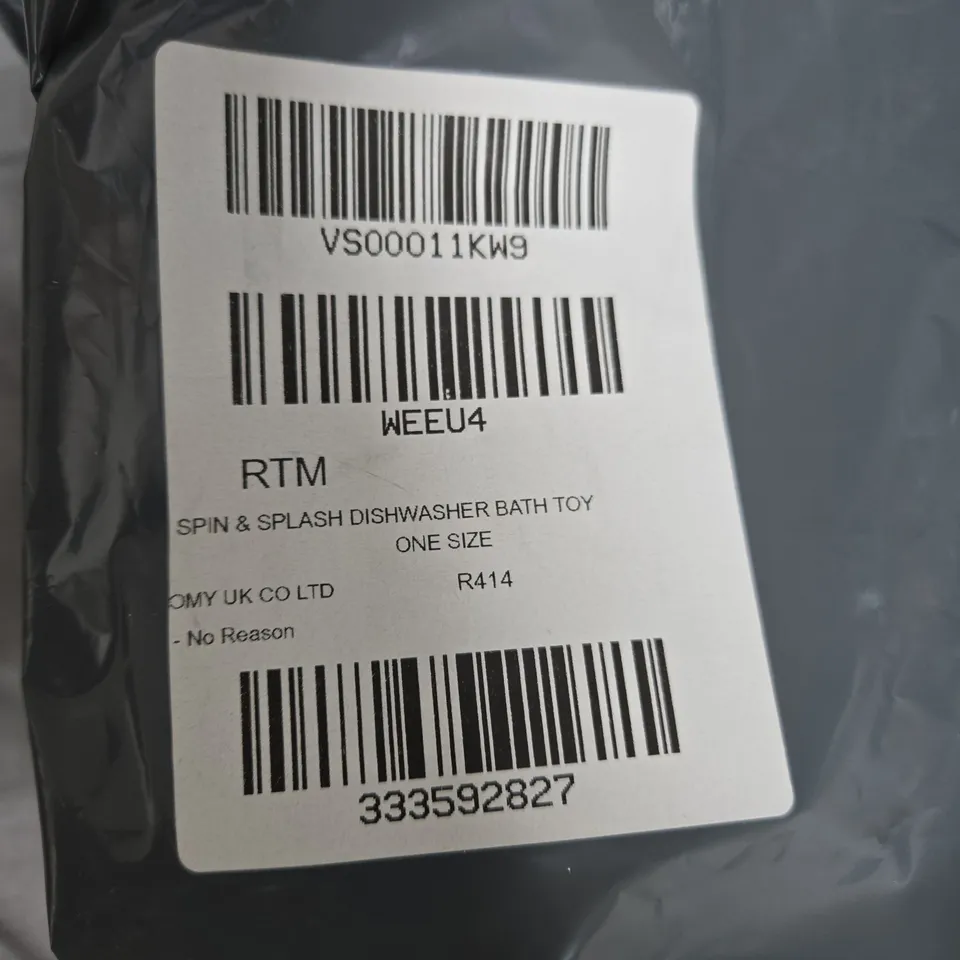 VS00011KW9
WEEU4
RTM
SPIN & SPLASH DISHWASHER BATH TOY
ONE SIZE
OMY UK CO LTD R414
- No Reason
333592827